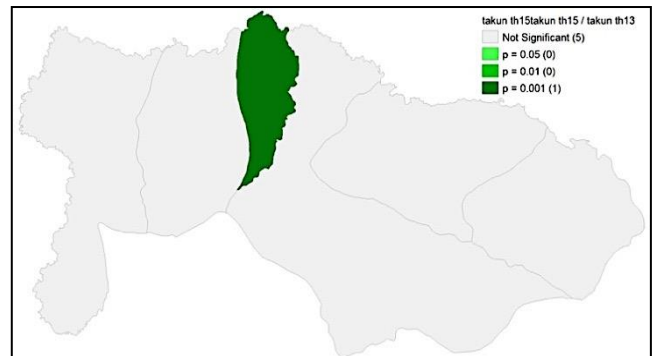 takun th15takun th15 / takun th13
Not Significant (5)
p = 0.05 (0)
p = 0.01 (0)
p = 0.001 (1)